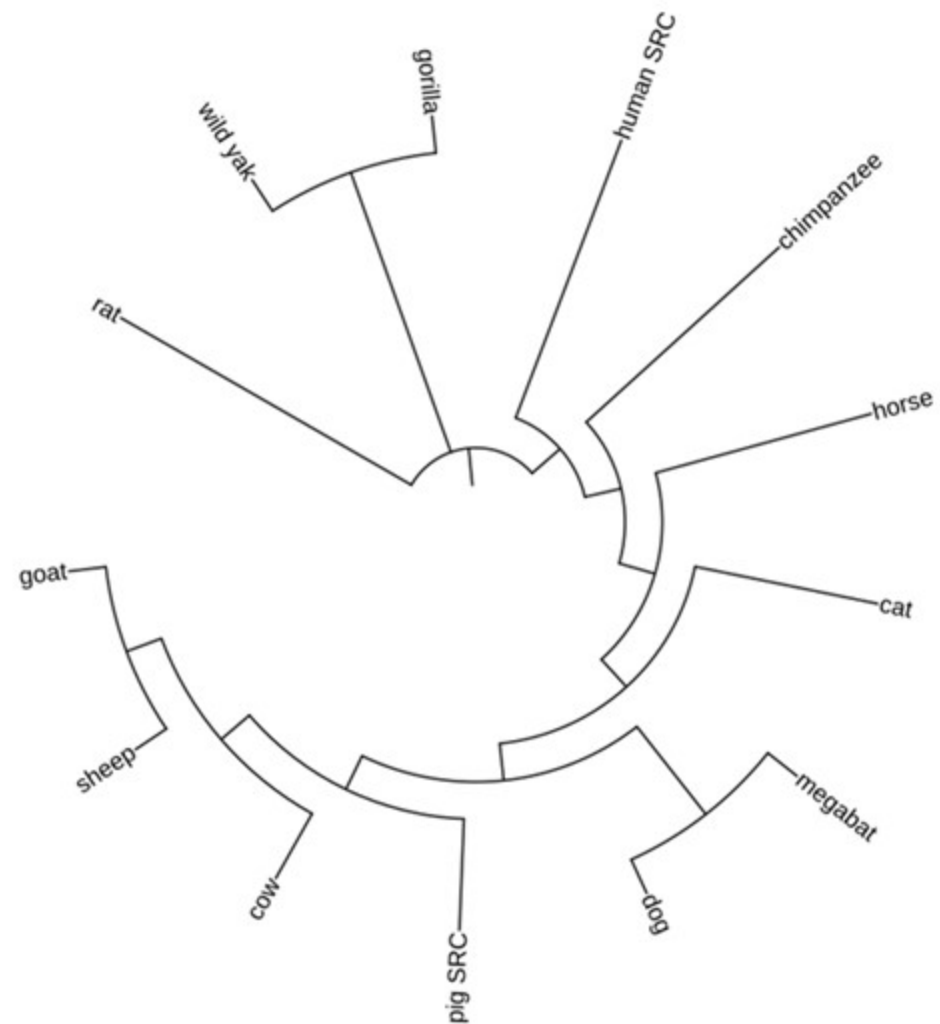 gorilla
human SRC
wild yak
chimpanzee
rat
horse
goat
cat
sheep
megabat
cow
dog
pig SRC